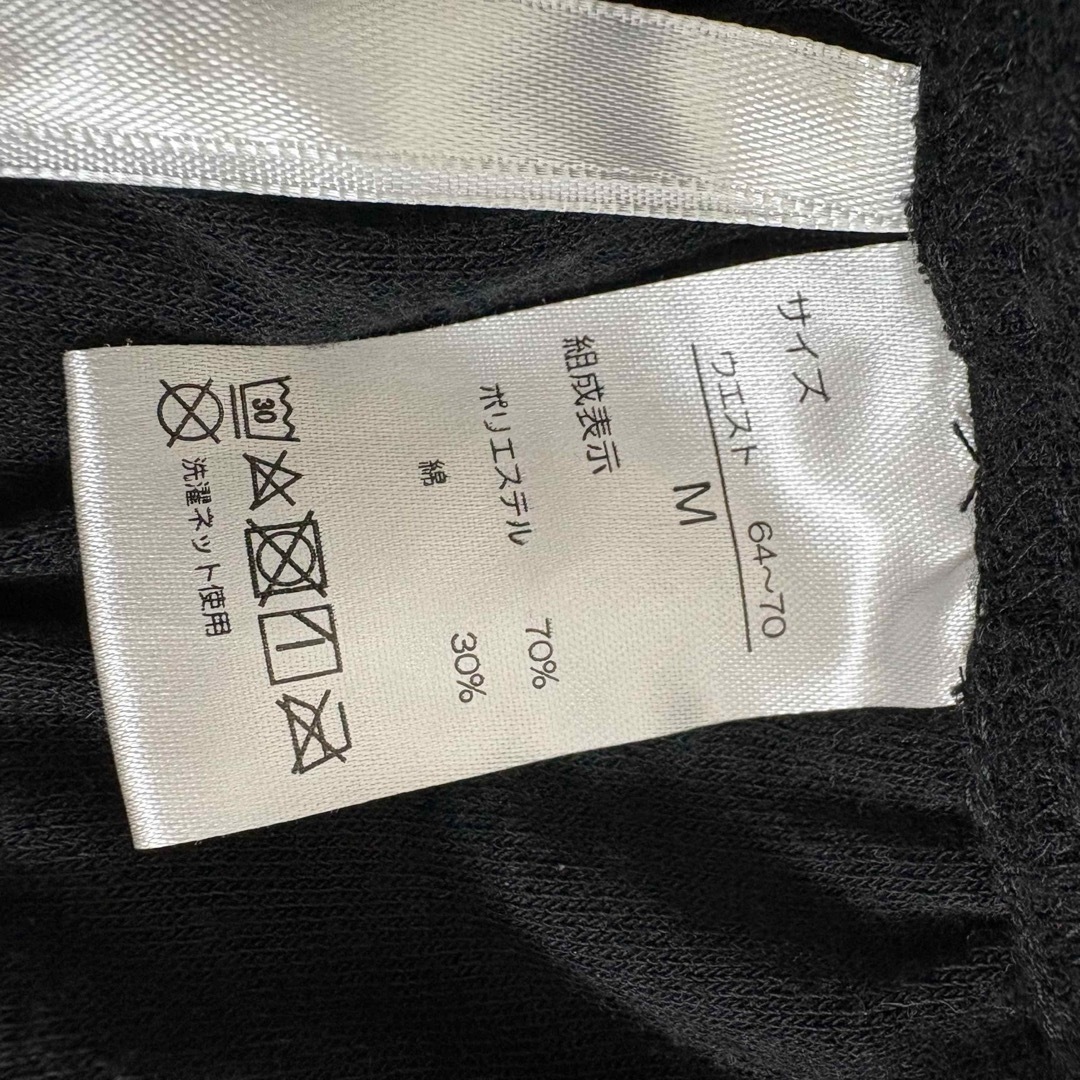 サイズ
ウエスト 64~70
M
組成表示
ポリエステル 70%
綿 30%
30
洗濯ネット使用